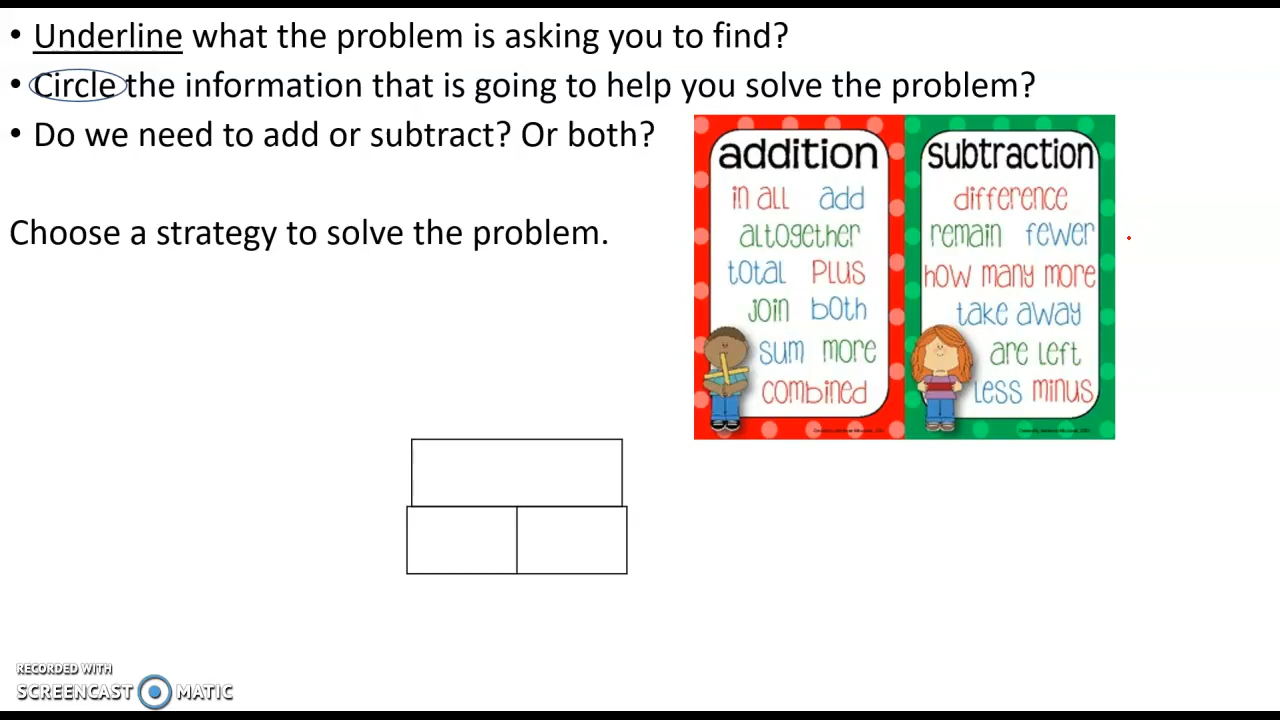 • Underline what the problem is asking you to find?
• Circle the information that is going to help you solve the problem?
• Do we need to add or subtract? Or both?
Choose a strategy to solve the problem.
addition
in all add
altogether
total plus
join both
sum more
combined
subtraction
difference
remain fewer
how many more
take away
are left
less minus
RECORDED WITH
SCREENCAST MATIC